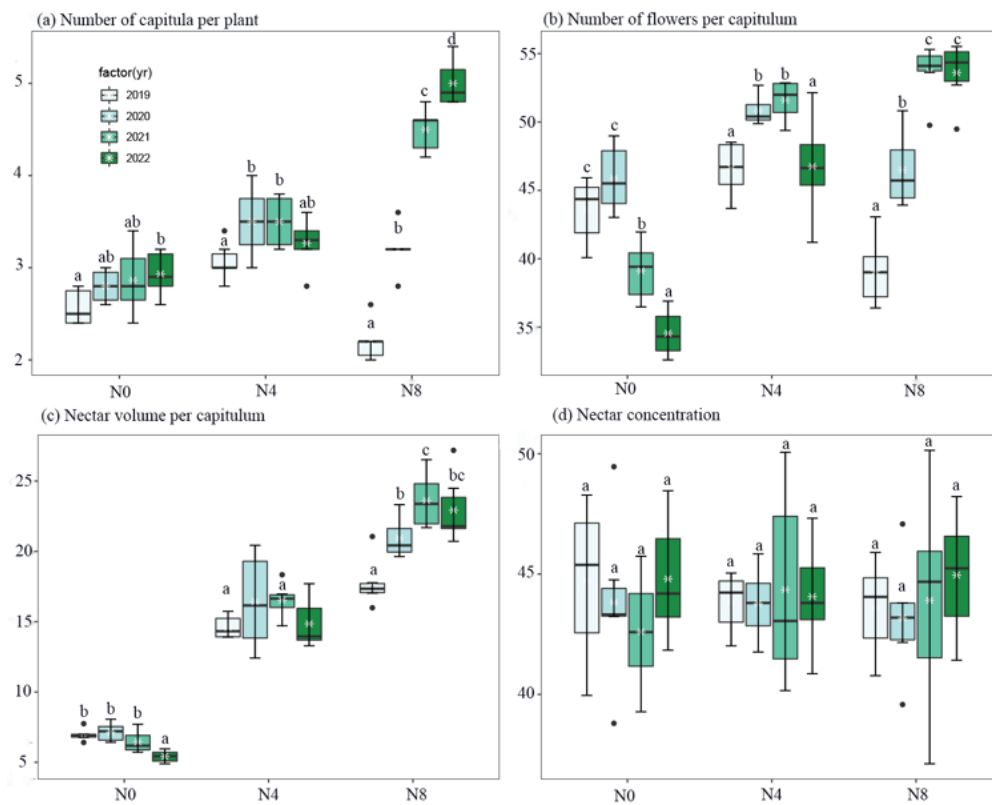 (a) Number of capitula per plant
factor(yr)
2019
2020
2021
2022
5
4
3
2
a
ab
ab
b
a
b
b
ab
a
b
c
d
N0
N4
N8
(b) Number of flowers per capitulum
55
50
45
40
35
c
c
b
a
a
b
b
a
a
b
c
c
N0
N4
N8
(c) Nectar volume per capitulum
25
20
15
10
5
b
b
b
a
a
a
a
a
a
b
c
bc
N0
N4
N8
(d) Nectar concentration
50
45
40
a
a
a
a
a
a
a
a
a
a
a
a
N0
N4
N8